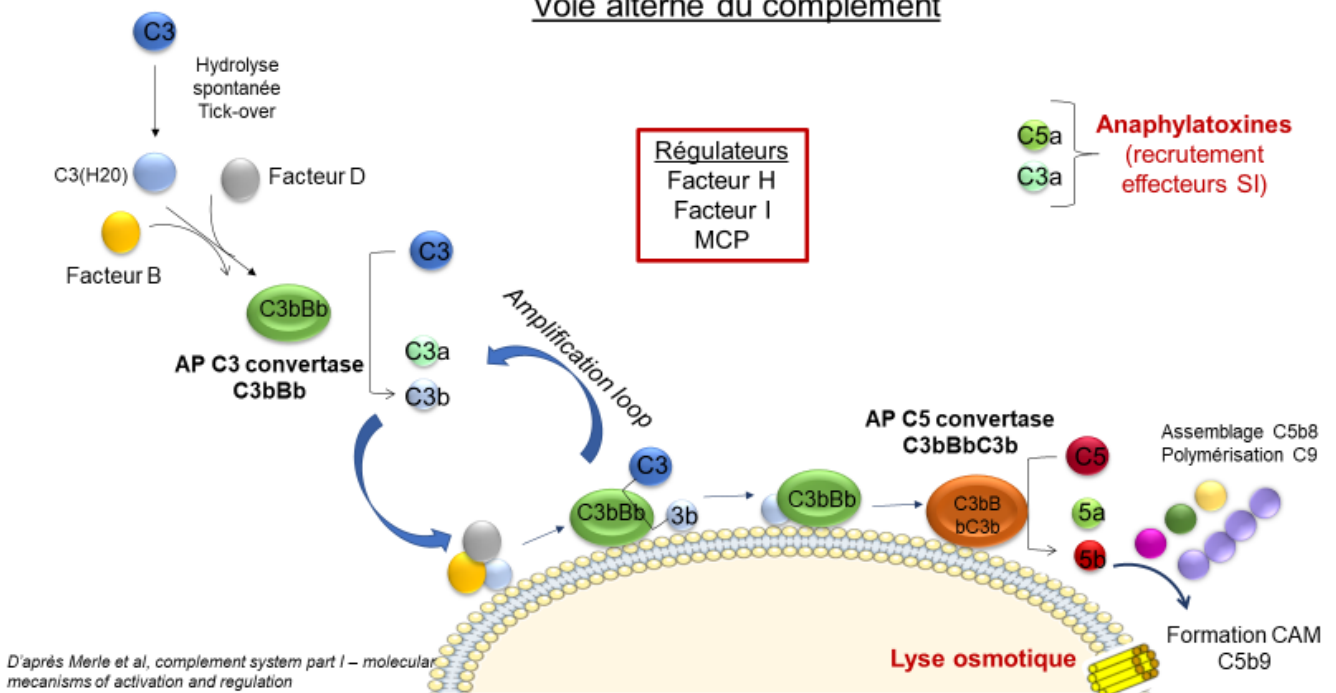 Voie alterne du complément
C3
Hydrolyse
spontanée
Tick-over
C3(H20)
Facteur D
Facteur B
C3bBb
AP C3 convertase
C3bBb
C3
C3a
C3b
Régulateurs
Facteur H
Facteur I
MCP
C5a
C3a
Anaphylatoxines
(recrutement
effecteurs SI)
Amplification loop
C3
C3bBb
3b
C3bBb
AP C5 convertase
C3bBbC3b
C3bB
bC3b
C5
5a
5b
Assemblage C5b8
Polymérisation C9
Formation CAM
C5b9
Lyse osmotique
D'après Merle et al, complement system part I – molecular
mechanisms of activation and regulation